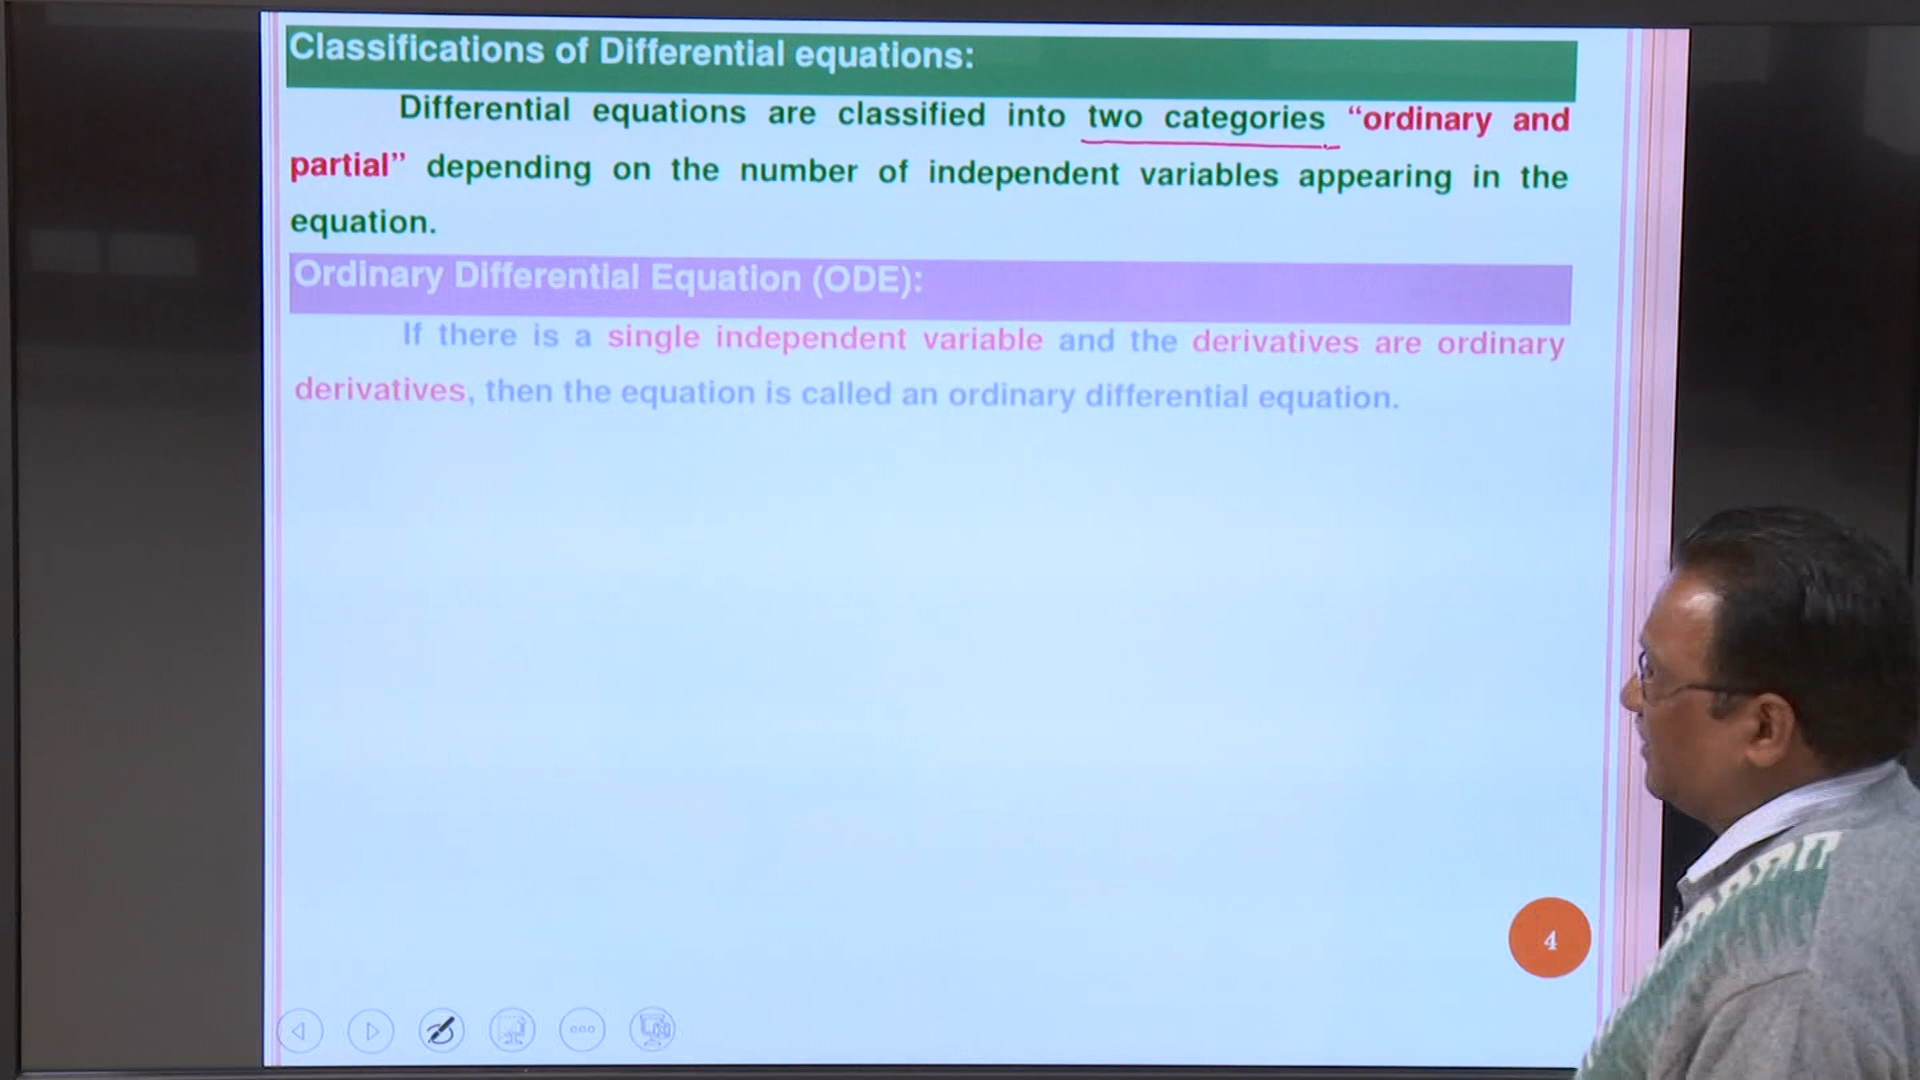 Classifications of Differential equations:
Differential equations are classified into two categories “ordinary and
partial” depending on the number of independent variables appearing in the
equation.
Ordinary Differential Equation (ODE):
If there is a single independent variable and the derivatives are ordinary
derivatives, then the equation is called an ordinary differential equation.
4